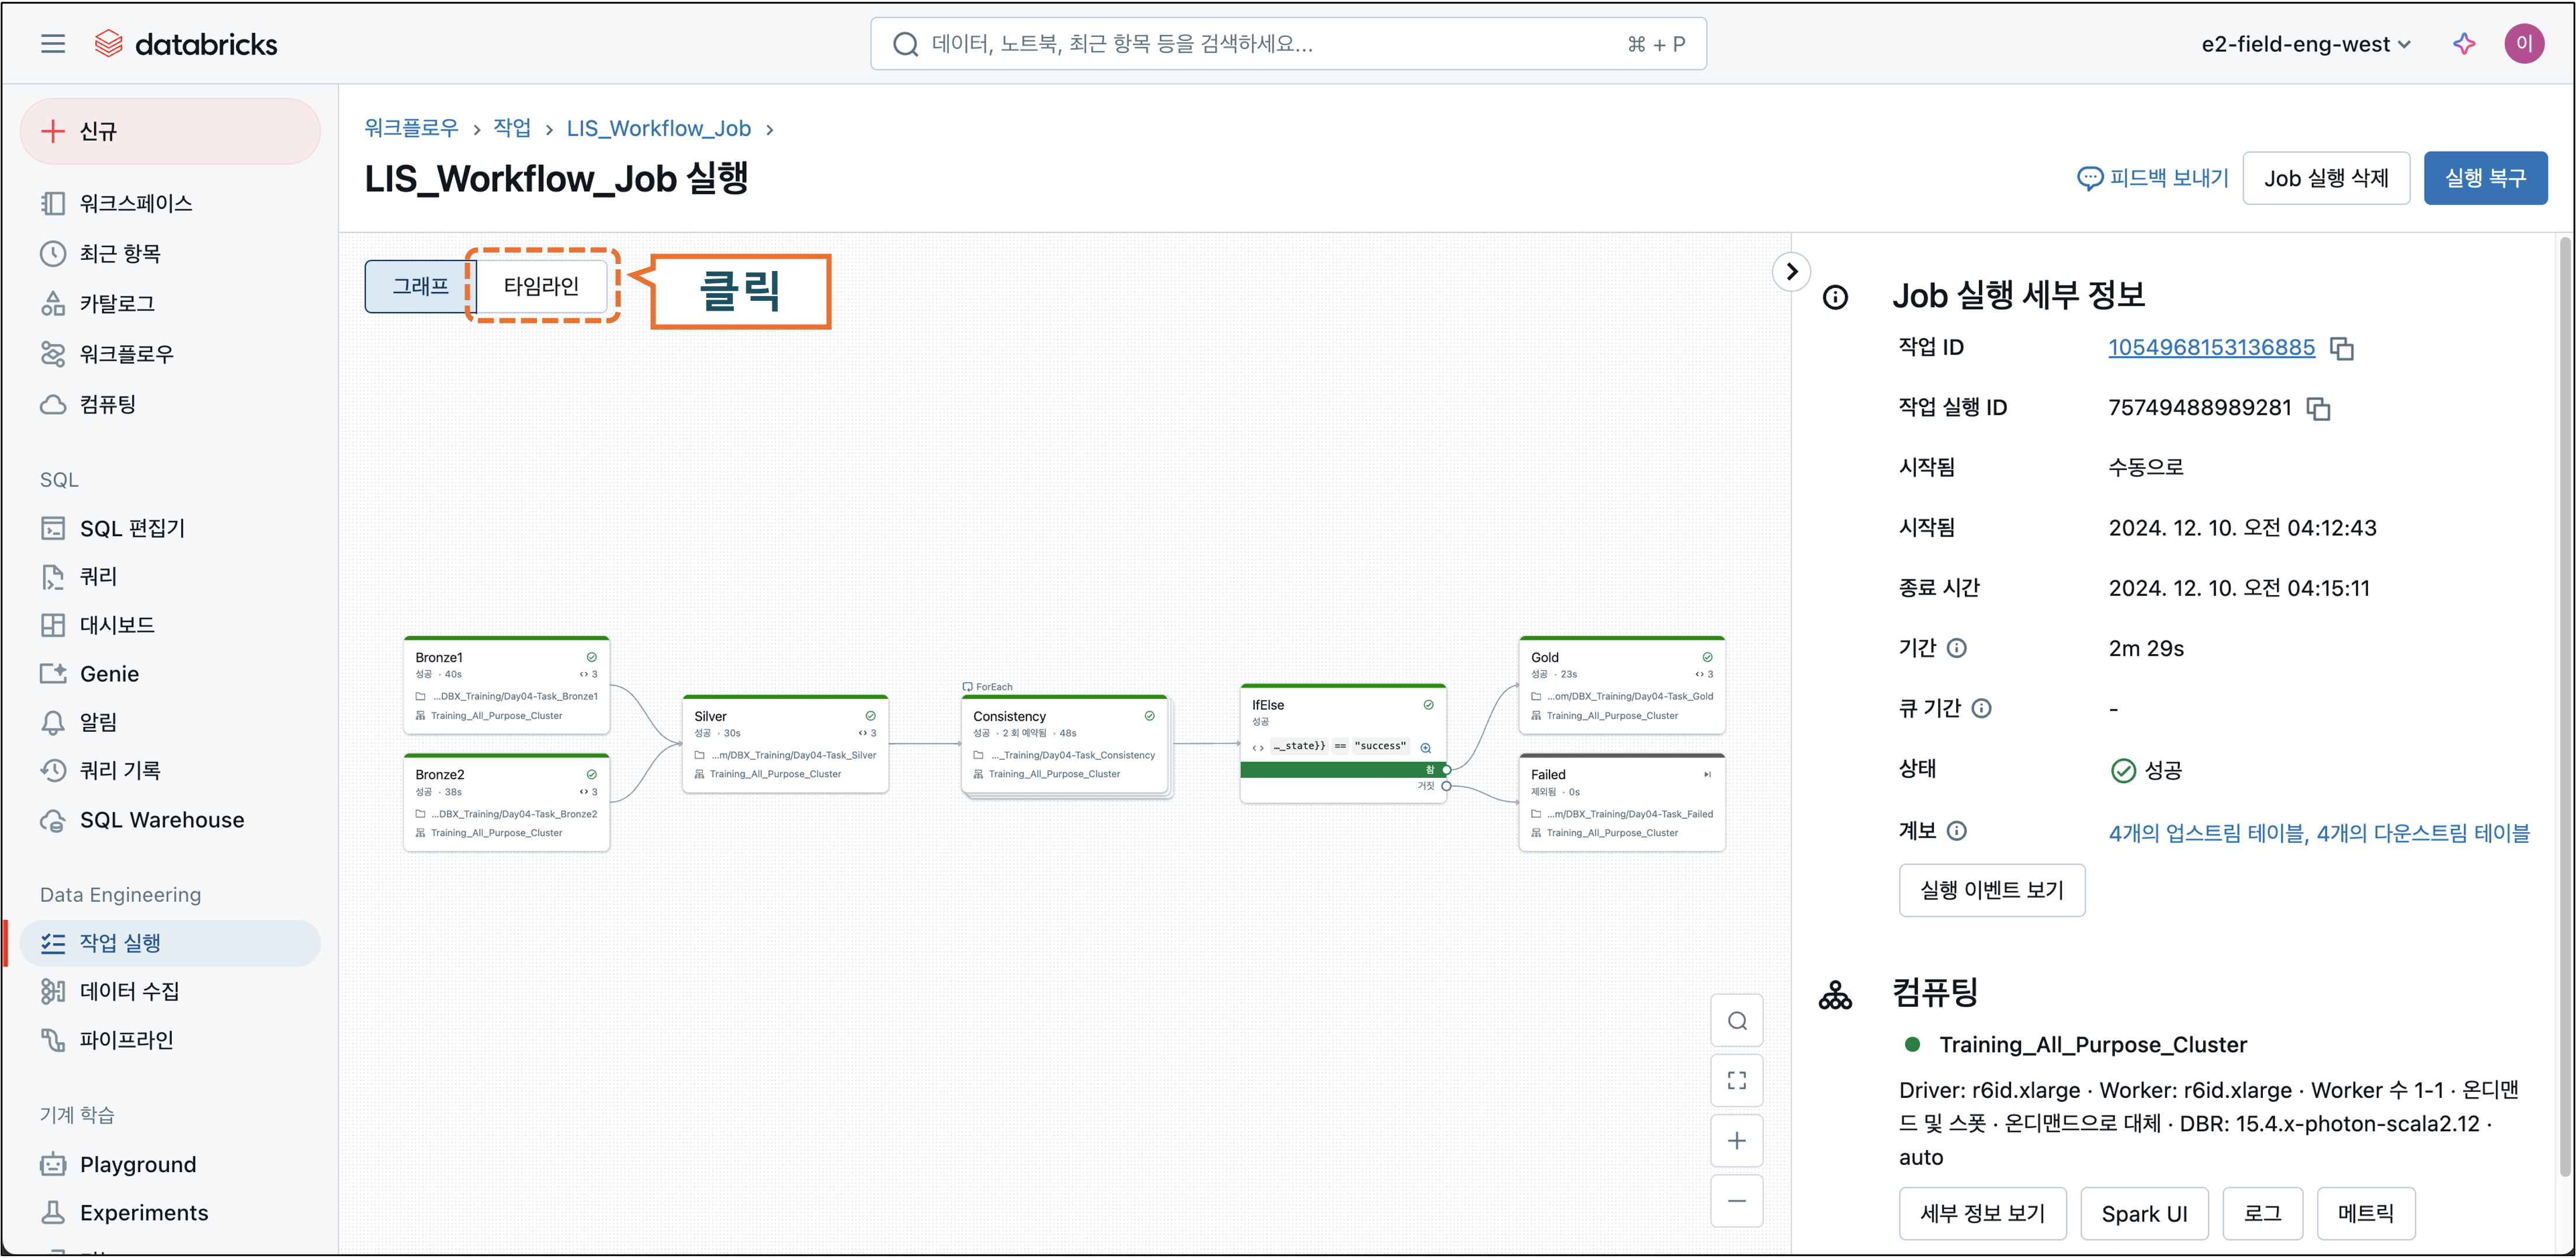 databricks
데이터, 노트북, 최근 항목 등을 검색하세요...
⌘ + P
e2-field-eng-west
이
신규
워크스페이스
최근 항목
카탈로그
워크플로우
컴퓨팅
SQL
SQL 편집기
쿼리
대시보드
Genie
알림
쿼리 기록
SQL Warehouse
Data Engineering
작업 실행
데이터 수집
파이프라인
기계 학습
Playground
Experiments
워크플로우 › 작업 › LIS_Workflow_Job ›
LIS_Workflow_Job 실행
피드백 보내기
Job 실행 삭제
실행 복구
그래프
타임라인
클릭
Bronze1
성공 · 40s
3
...DBX_Training/Day04-Task_Bronze1
Training_All_Purpose_Cluster
Bronze2
성공 · 38s
3
...DBX_Training/Day04-Task_Bronze2
Training_All_Purpose_Cluster
Silver
성공 · 30s
3
...m/DBX_Training/Day04-Task_Silver
Training_All_Purpose_Cluster
ForEach
Consistency
성공 · 2 회 예약됨 · 48s
..._Training/Day04-Task_Consistency
Training_All_Purpose_Cluster
IfElse
성공
..._state}} == "success"
참
거짓
Gold
성공 · 23s
3
...om/DBX_Training/Day04-Task_Gold
Training_All_Purpose_Cluster
Failed
제외됨 · 0s
...m/DBX_Training/Day04-Task_Failed
Training_All_Purpose_Cluster
Job 실행 세부 정보
작업 ID 1054968153136885
작업 실행 ID 75749488989281
시작됨 수동으로
시작됨 2024. 12. 10. 오전 04:12:43
종료 시간 2024. 12. 10. 오전 04:15:11
기간 2m 29s
큐 기간 -
상태 성공
계보 4개의 업스트림 테이블, 4개의 다운스트림 테이블
실행 이벤트 보기
컴퓨팅
Training_All_Purpose_Cluster
Driver: r6id.xlarge · Worker: r6id.xlarge · Worker 수 1-1 · 온디맨
드 및 스폿 · 온디맨드으로 대체 · DBR: 15.4.x-photon-scala2.12 ·
auto
세부 정보 보기
Spark UI
로그
메트릭